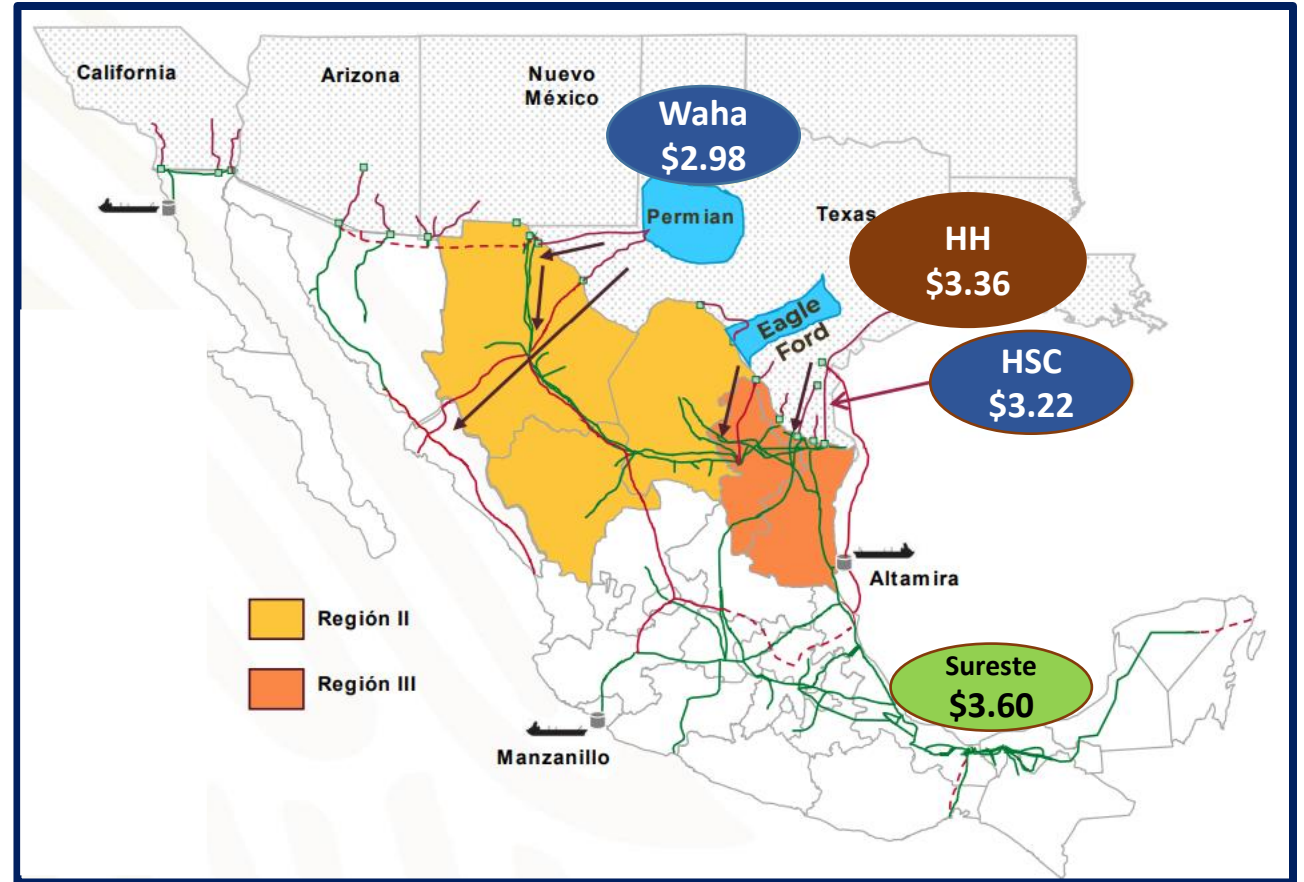 California
Arizona
Nuevo
México
Waha
$2.98
Permian
Texas
HH
$3.36
Eagle
Ford
HSC
$3.22
Altamira
Región II
Región III
Sureste
$3.60
Manzanillo